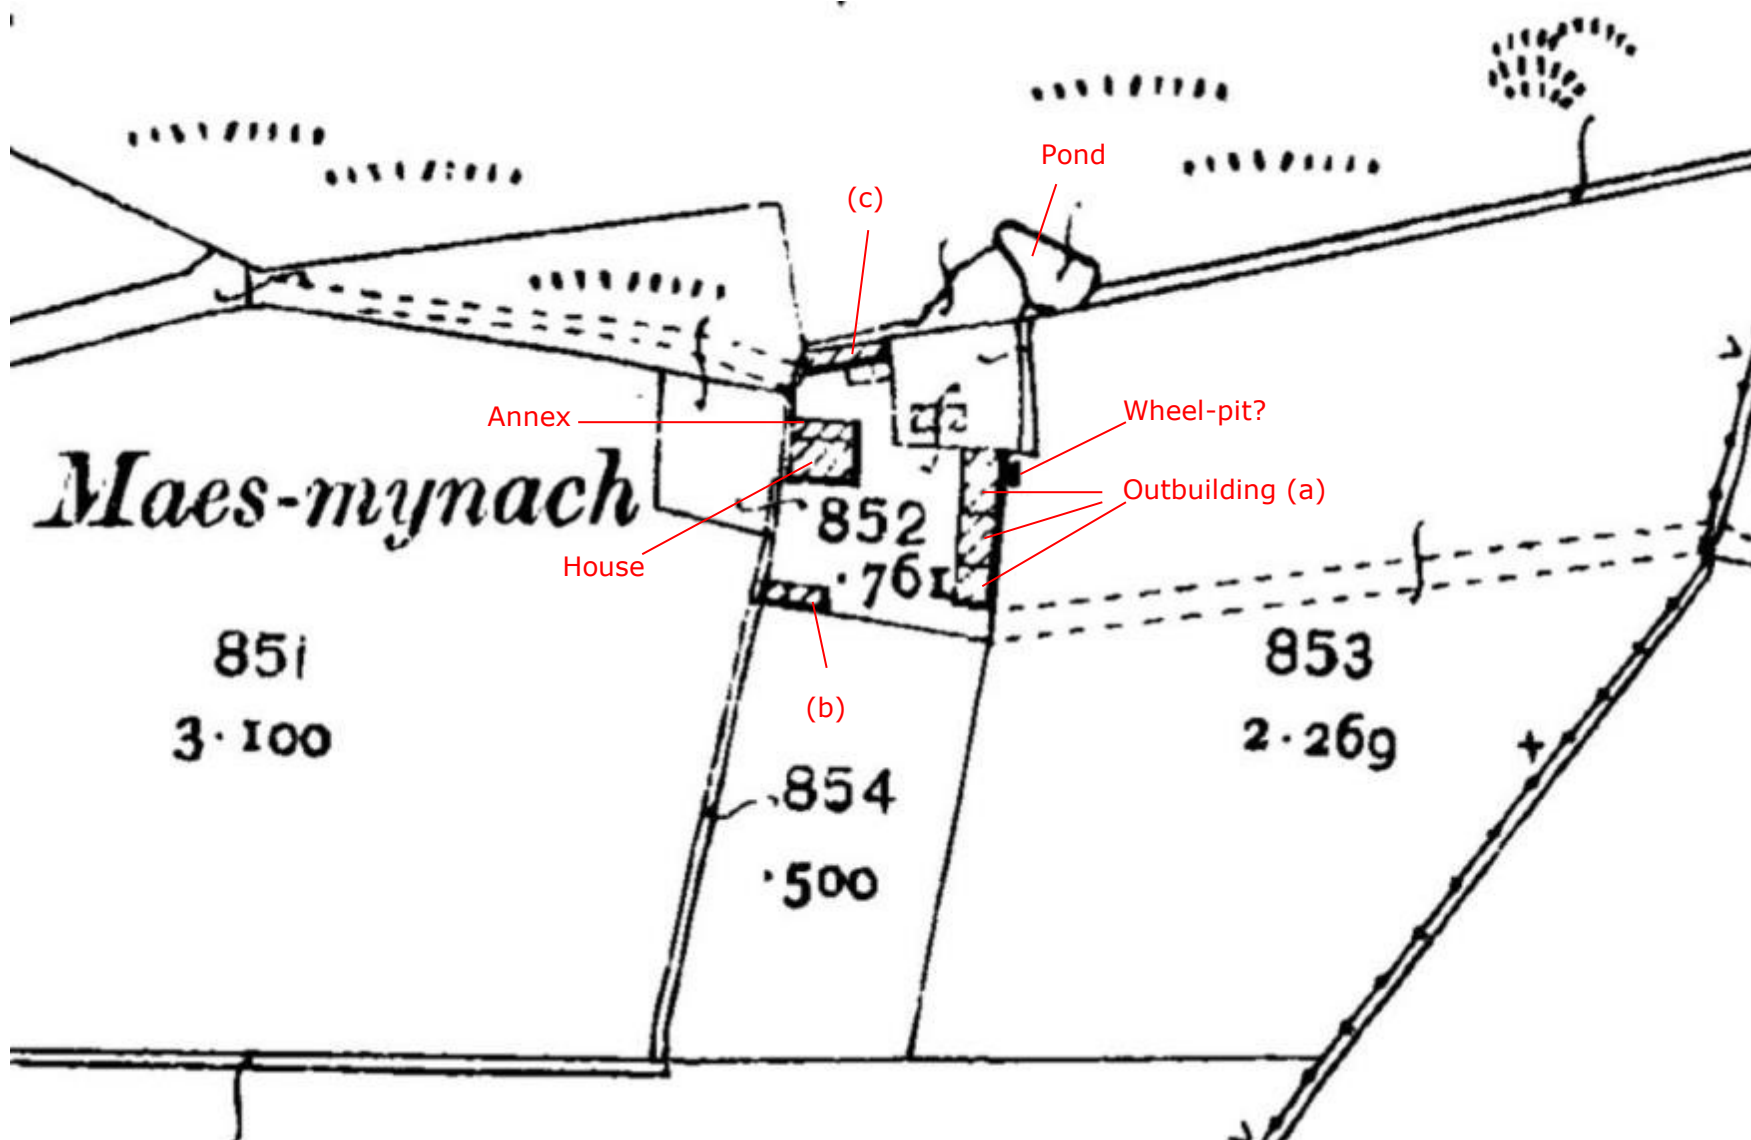 Pond
(c)
Annex
Wheel-pit?
Maes-mynach
Outbuilding (a)
852
House
.761
851
3.100
853
2.269
(b)
854
.500